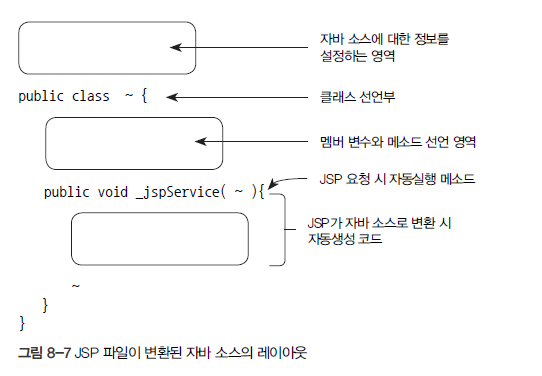 자바 소스에 대한 정보를
설정하는 영역
public class ~ {
클래스 선언부
멤버 변수와 메소드 선언 영역
JSP 요청 시 자동실행 메소드
public void _jspService( ~ ){
JSP가 자바 소스로 변환 시
자동생성 코드
~
}
}
그림 8-7 JSP 파일이 변환된 자바 소스의 레이아웃